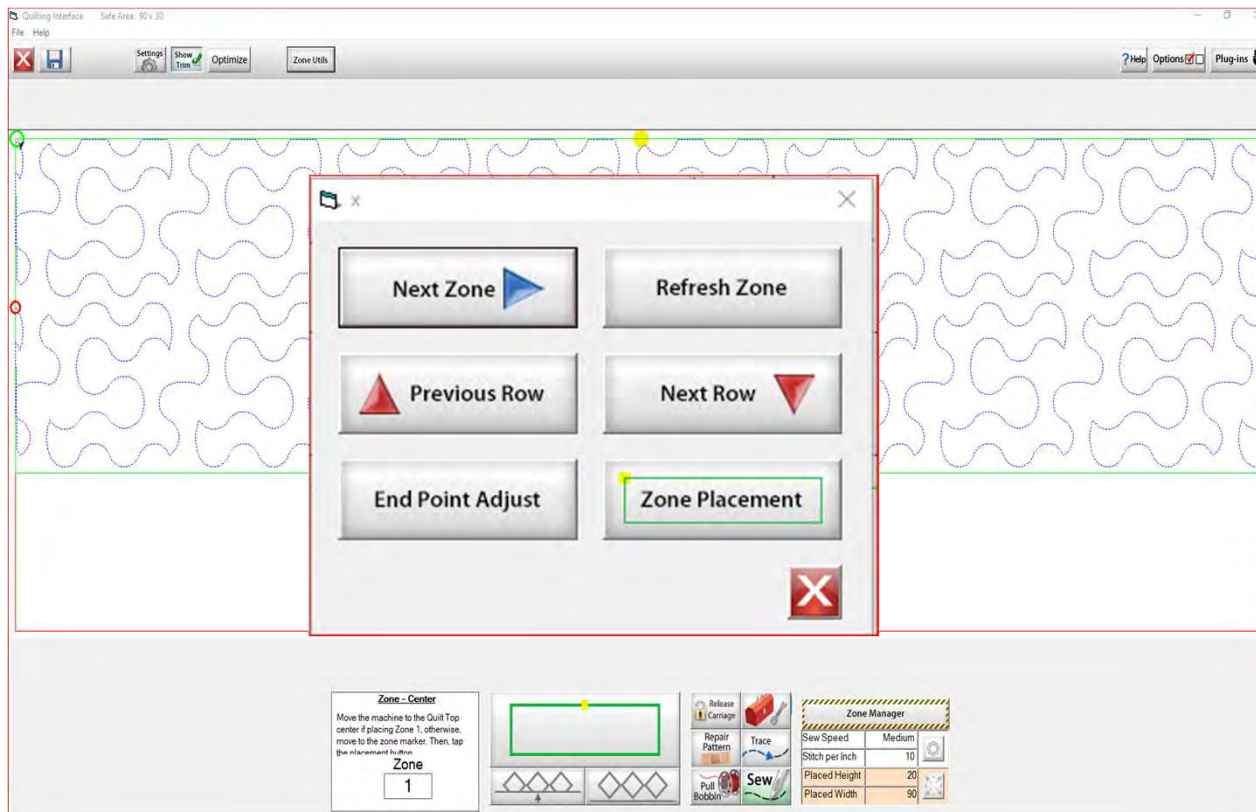 Quilting Interface Safe Area: 90 x 30
File Help
Settings
Show
Trim
Optimize
Zone Utils
?Help
Options
Plug-ins
x
Next Zone
Refresh Zone
Previous Row
Next Row
End Point Adjust
Zone Placement
Zone - Center
Move the machine to the Quilt Top
center if placing Zone 1, otherwise,
move to the zone marker. Then, tap
the placement button
Zone
1
Release
Carriage
Repair
Pattern
Trace
Pull
Bobbin
Sew
Zone Manager
Sew Speed Medium
Stitch per Inch 10
Placed Height 20
Placed Width 90